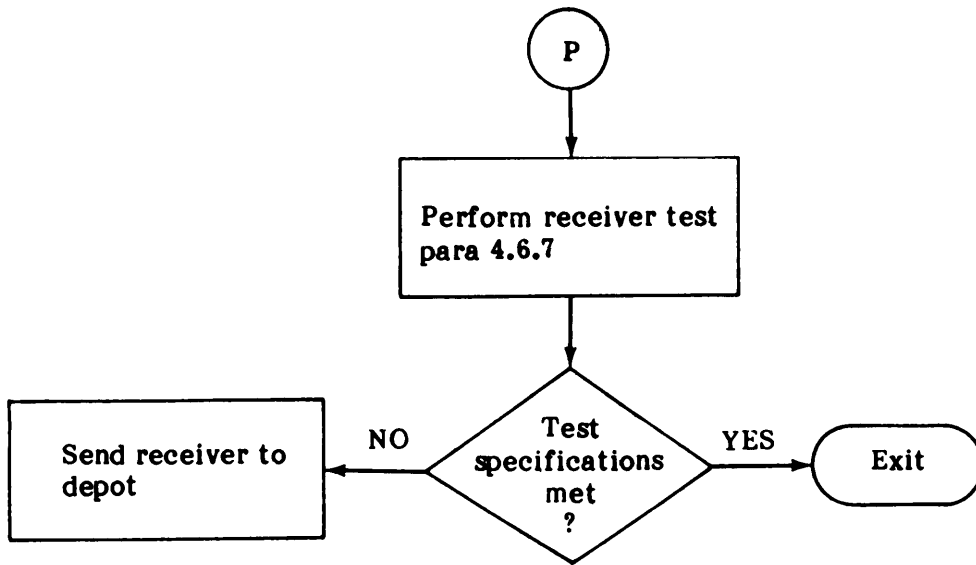 P
Perform receiver test
para 4.6.7
NO
Test
specifications
met
?
YES
Send receiver to
depot
Exit